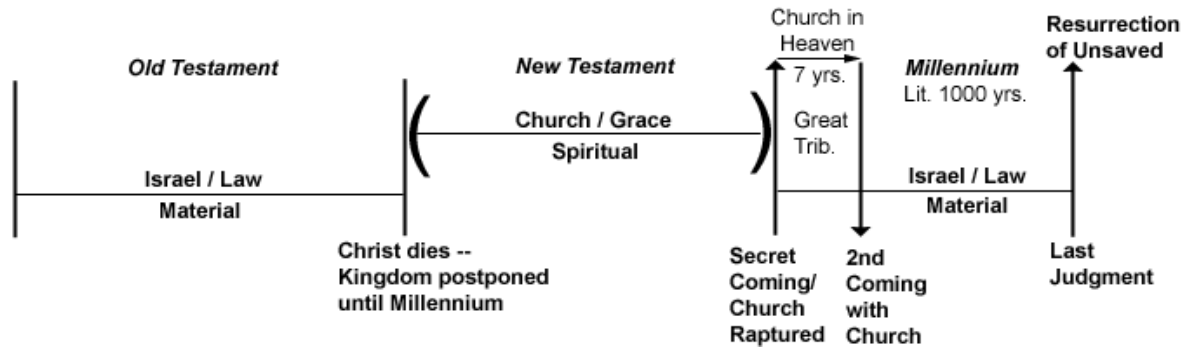 Old Testament
Israel / Law
Material
Christ dies --
Kingdom postponed
until Millennium
New Testament
(
Church / Grace
Spiritual
)
Church in
Heaven
7 yrs.
Great
Trib.
Secret
Coming/
Church
Raptured
2nd
Coming
with
Church
Millennium
Lit. 1000 yrs.
Israel / Law
Material
Resurrection
of Unsaved
Last
Judgment